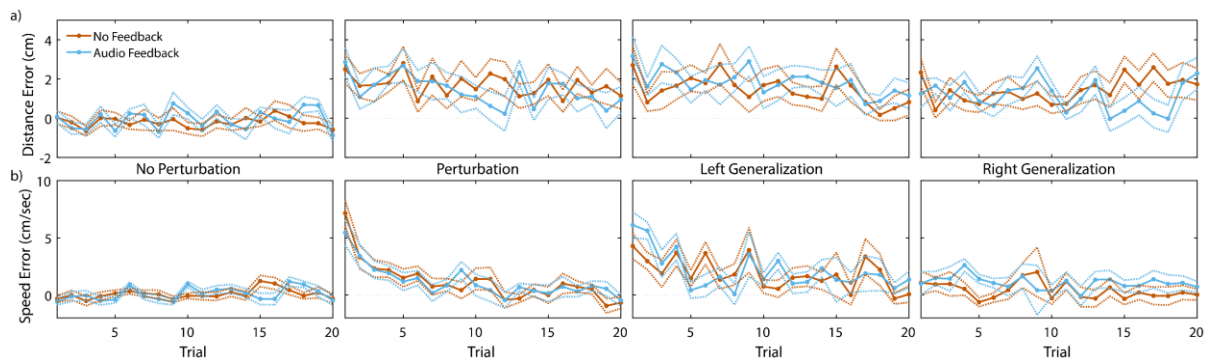 a)
Distance Error (cm)
4
2
0
-2
No Feedback
Audio Feedback
No Perturbation
Perturbation
Left Generalization
Right Generalization
b)
Speed Error (cm/sec)
10
5
0
5 10 15 20
5 10 15 20
5 10 15 20
5 10 15 20
Trial
Trial
Trial
Trial